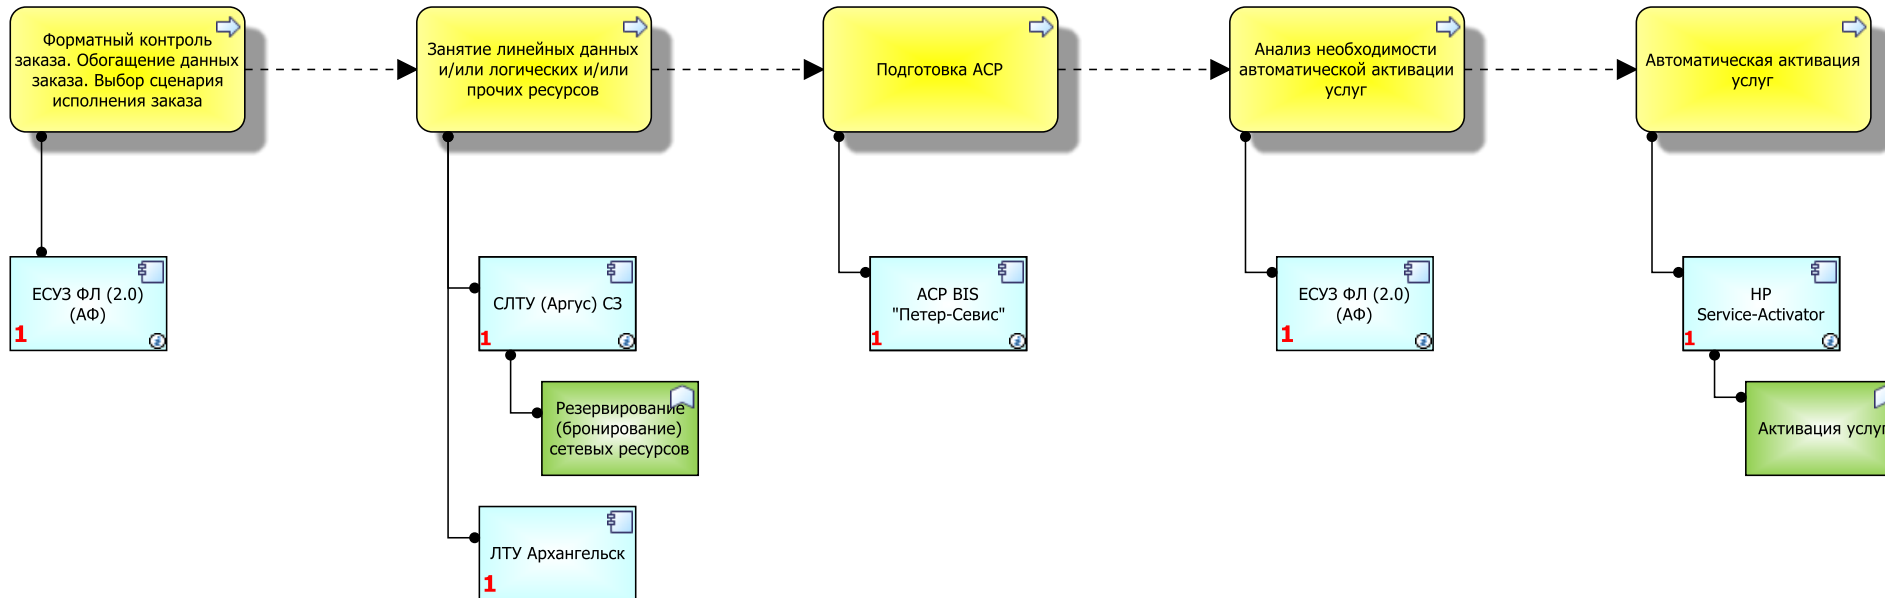 Форматный контроль
заказа. Обогащение данных
заказа. Выбор сценария
исполнения заказа
Занятие линейных данных
и/или логических и/или
прочих ресурсов
Подготовка АСР
Анализ необходимости
автоматической активации
услуг
Автоматическая активация
услуг
ЕСУЗ ФЛ (2.0)
(АФ)
1
СЛТУ (Аргус) СЗ
1
АСР BIS
"Петер-Севис"
1
ЕСУЗ ФЛ (2.0)
(АФ)
1
HP
Service-Activator
1
Резервирование
(бронирование)
сетевых ресурсов
Активация услуг
ЛТУ Архангельск
1